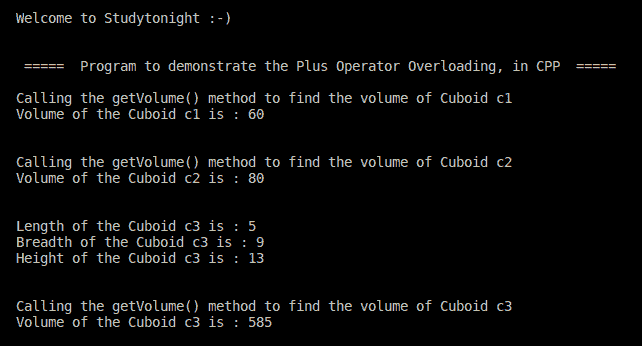 Welcome to Studytonight :-)
===== Program to demonstrate the Plus Operator Overloading, in CPP =====
Calling the getVolume() method to find the volume of Cuboid c1
Volume of the Cuboid c1 is : 60
Calling the getVolume() method to find the volume of Cuboid c2
Volume of the Cuboid c2 is : 80
Length of the Cuboid c3 is : 5
Breadth of the Cuboid c3 is : 9
Height of the Cuboid c3 is : 13
Calling the getVolume() method to find the volume of Cuboid c3
Volume of the Cuboid c3 is : 585